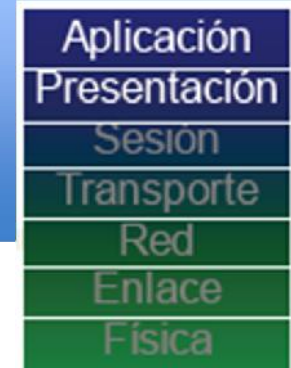 Aplicación
Presentación
Sesión
Transporte
Red
Enlace
Física